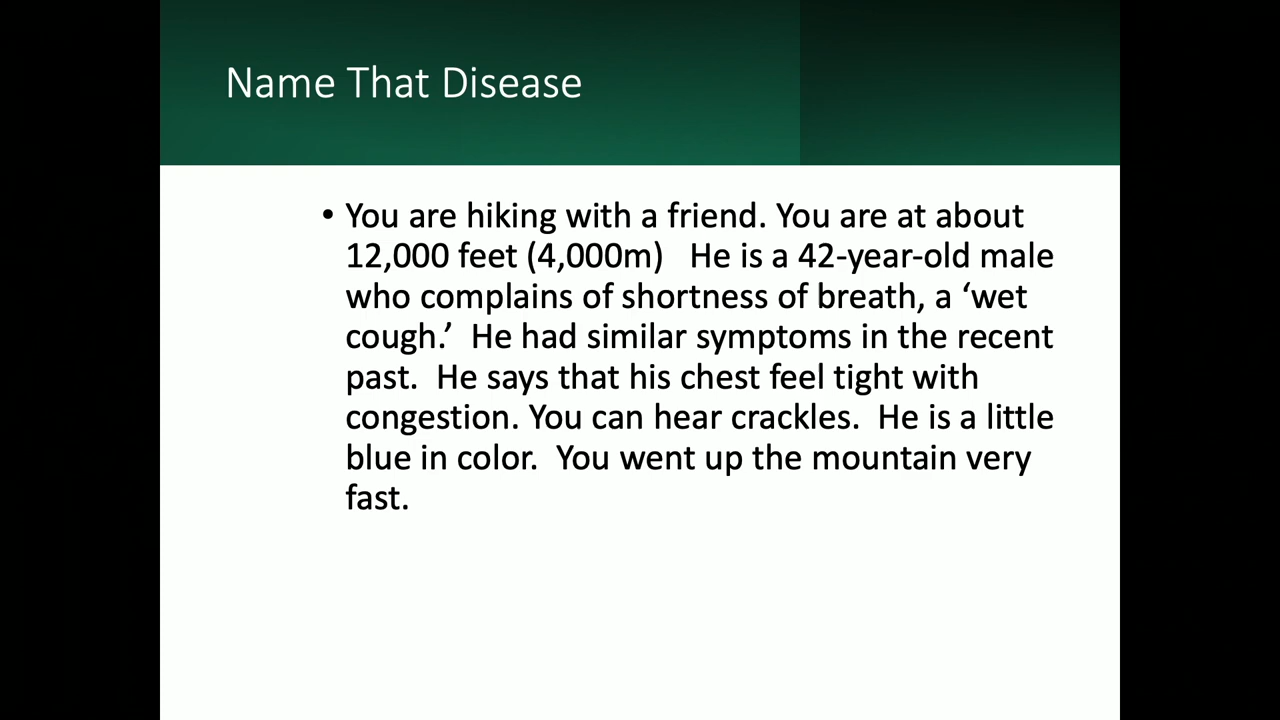 Name That Disease
• You are hiking with a friend. You are at about
12,000 feet (4,000m)   He is a 42-year-old male
who complains of shortness of breath, a ‘wet
cough.’  He had similar symptoms in the recent
past.  He says that his chest feel tight with
congestion. You can hear crackles.  He is a little
blue in color.  You went up the mountain very
fast.